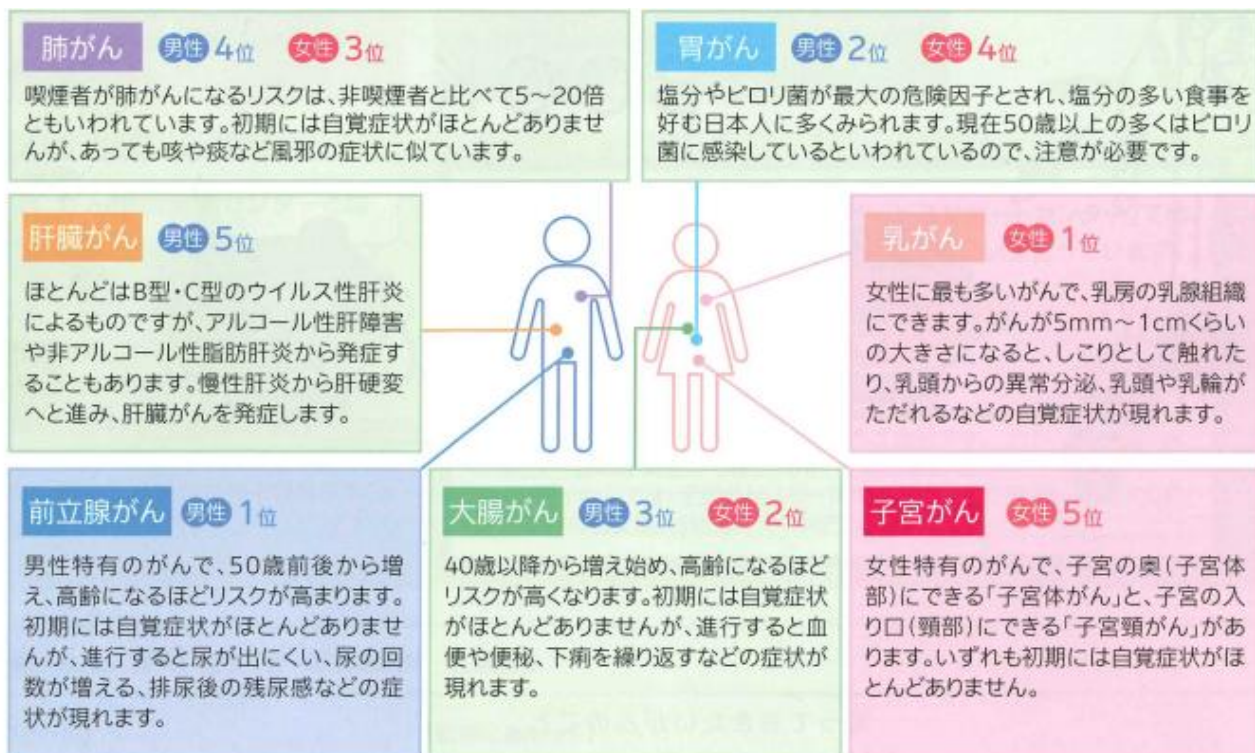 肺がん 男性4位 女性3位
喫煙者が肺がんになるリスクは、非喫煙者と比べて5～20倍
ともいわれています。初期には自覚症状がほとんどありませ
んが、あっても咳や痰など風邪の症状に似ています。
胃がん 男性2位 女性4位
塩分やピロリ菌が最大の危険因子とされ、塩分の多い食事を
好む日本人に多くみられます。現在50歳以上の多くはピロリ
菌に感染しているといわれているので、注意が必要です。
肝臓がん 男性5位
ほとんどはB型・C型のウイルス性肝炎
によるものですが、アルコール性肝障害
や非アルコール性脂肪肝炎から発症す
ることもあります。慢性肝炎から肝硬変
へと進み、肝臓がんを発症します。
乳がん 女性1位
女性に最も多いがんで、乳房の乳腺組織
にできます。がんが5mm～1cmくらい
の大きさになると、しこりとして触れた
り、乳頭からの異常分泌、乳頭や乳輪が
ただれるなどの自覚症状が現れます。
前立腺がん 男性1位
男性特有のがんで、50歳前後から増
え、高齢になるほどリスクが高まります。
初期には自覚症状がほとんどありませ
んが、進行すると尿が出にくい、尿の回
数が増える、排尿後の残尿感などの症
状が現れます。
大腸がん 男性3位 女性2位
40歳以降から増え始め、高齢になるほど
リスクが高くなります。初期には自覚症状
がほとんどありませんが、進行すると血
便や便秘、下痢を繰り返すなどの症状が
現れます。
子宮がん 女性5位
女性特有のがんで、子宮の奥(子宮体
部)にできる「子宮体がん」と、子宮の入
り口(頸部)にできる「子宮頸がん」があ
ります。いずれも初期には自覚症状がほ
とんどありません。